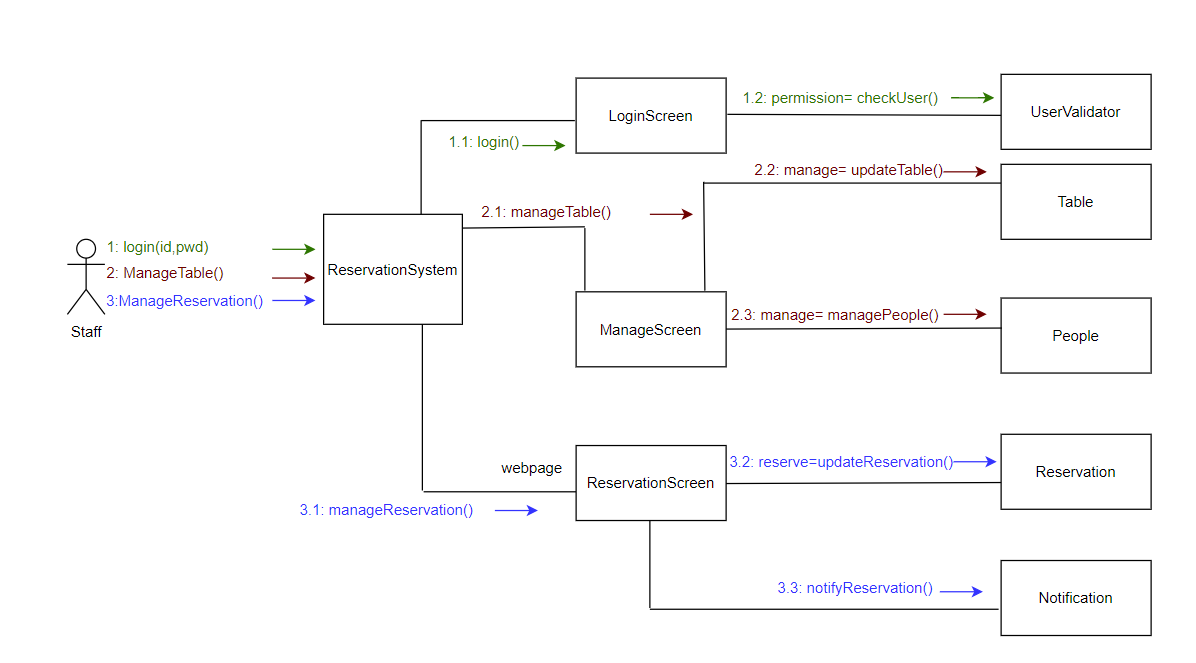 LoginScreen
1.2: permission= checkUser()
UserValidator
1.1: login()
2.2: manage= updateTable()
Table
2.1: manageTable()
1: login(id,pwd)
2: ManageTable()
3:ManageReservation()
Staff
ReservationSystem
ManageScreen
2.3: manage= managePeople()
People
webpage
ReservationScreen
3.2: reserve=updateReservation()
Reservation
3.1: manageReservation()
3.3: notifyReservation()
Notification